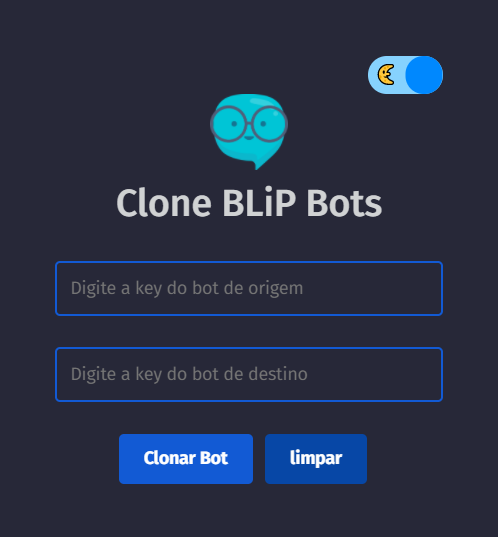 Clone BLiP Bots
Digite a key do bot de origem
Digite a key do bot de destino
Clonar Bot limpar